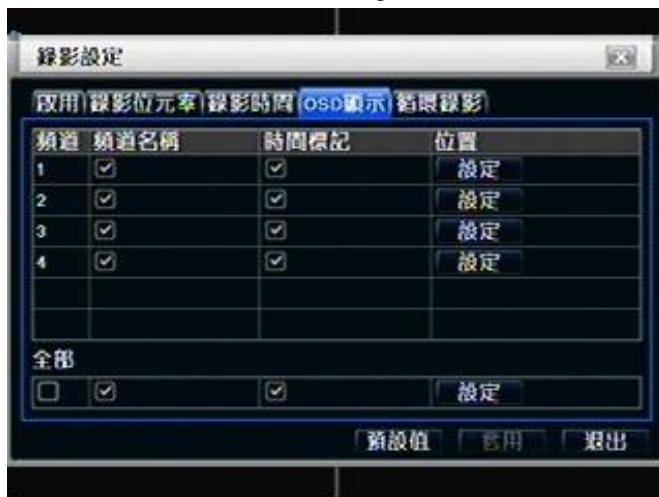 錄影設定
啟用 錄影位元率 錄影時間 OSD顯示 循環錄影
頻道 頻道名稱 時間標記 位置
1 設定
2 設定
3 設定
4 設定
全部
設定
預設值 套用 退出